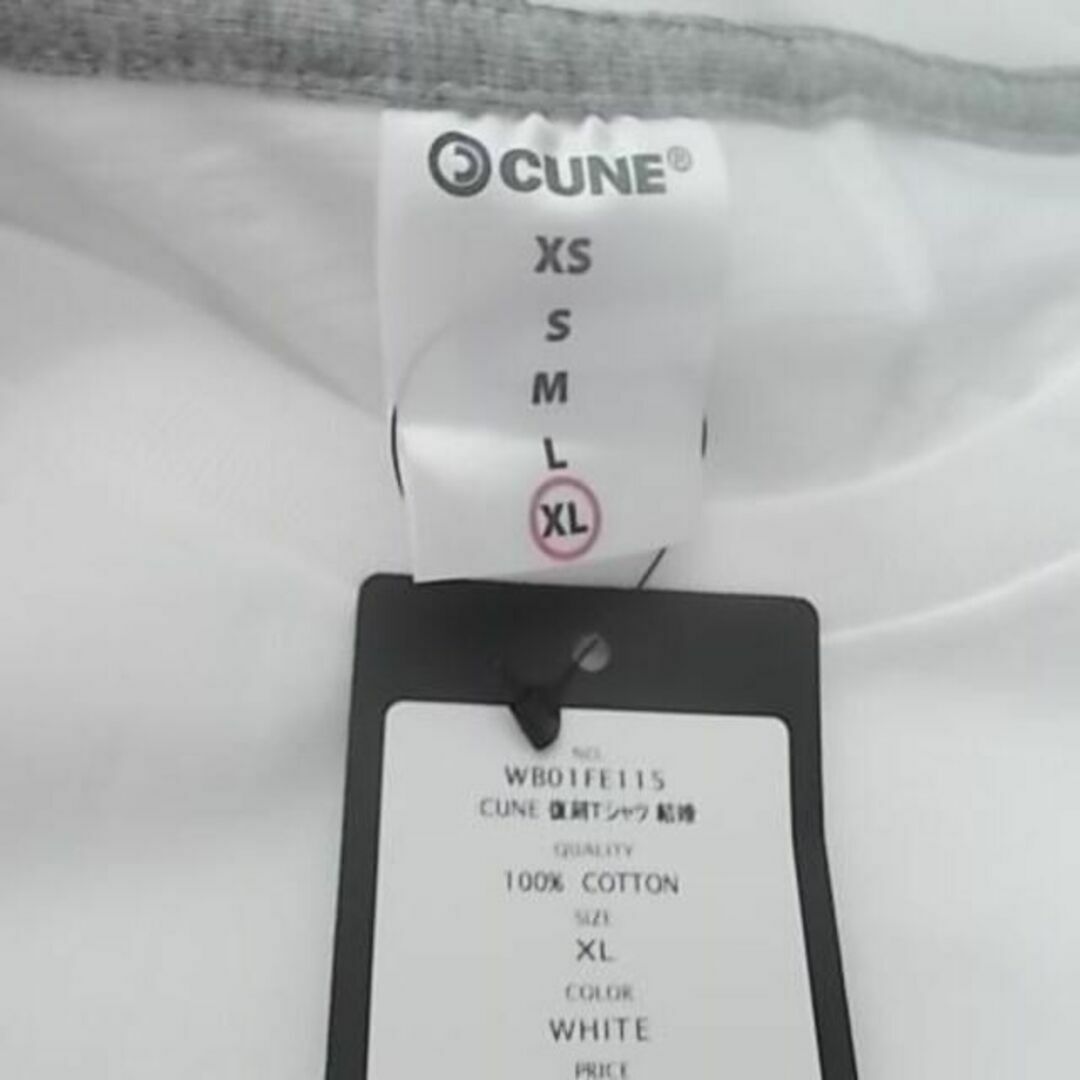 CUNE®
XS
S
M
L
XL
NO.
WB01FE115
CUNE 復刻Tシャツ 結婚
QUALITY
100% COTTON
SIZE
XL
COLOR
WHITE
PRICE